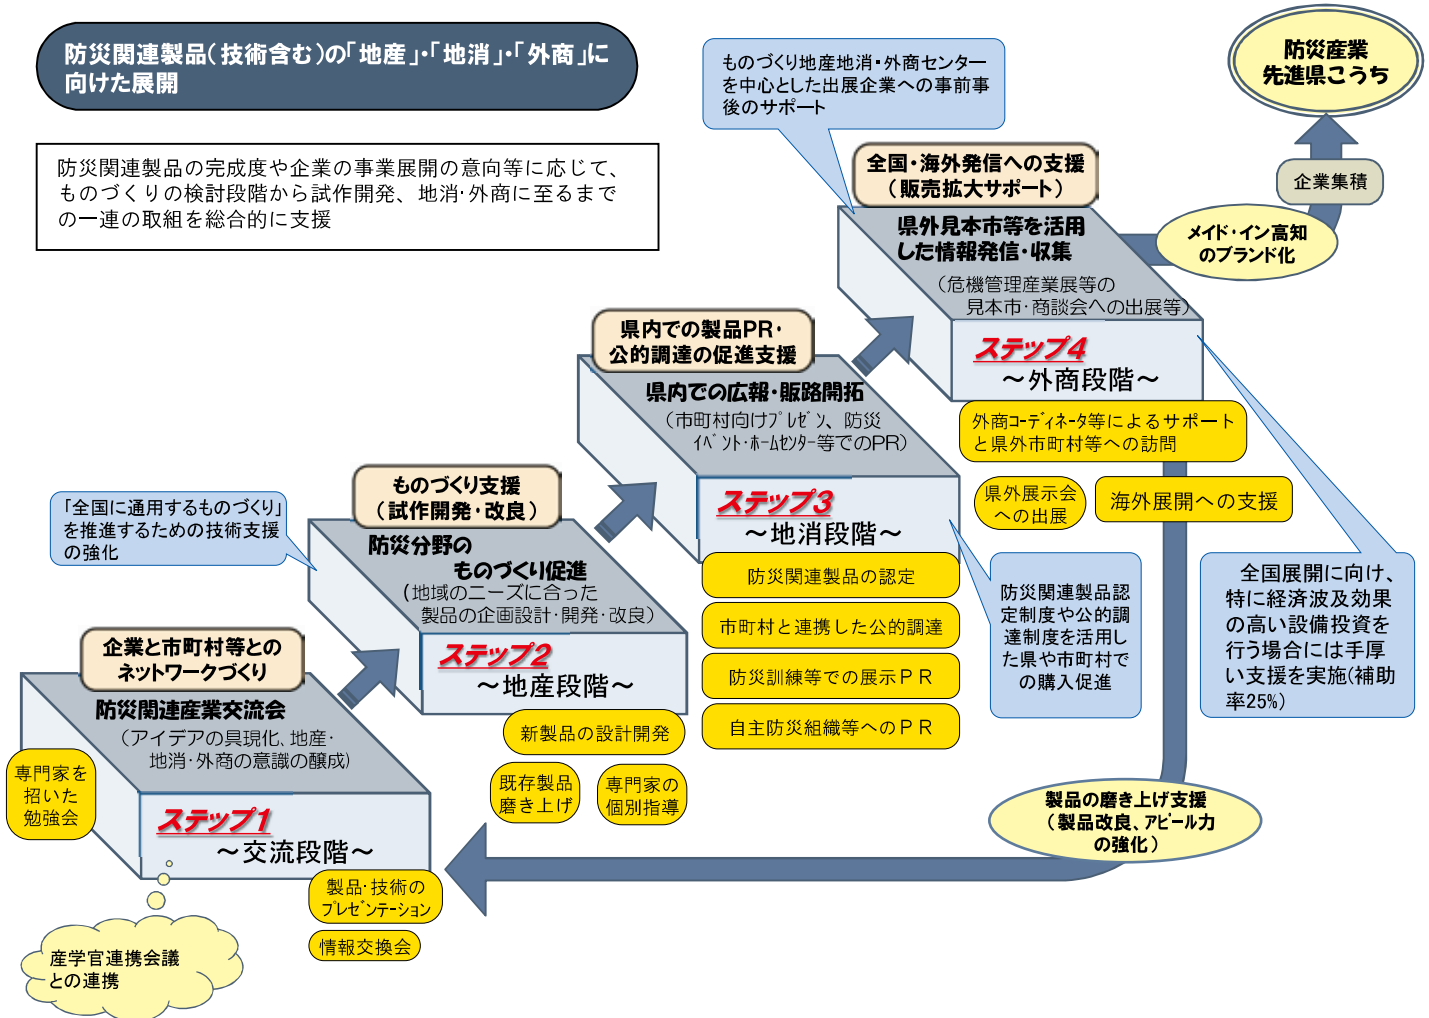 防災関連製品(技術含む)の｢地産｣･｢地消｣･｢外商｣に
向けた展開
防災関連製品の完成度や企業の事業展開の意向等に応じて、
ものづくりの検討段階から試作開発、地消･外商に至るまで
の一連の取組を総合的に支援
ものづくり地産地消・外商センター
を中心とした出展企業への事前事
後のサポート
防災産業
先進県こうち
企業集積
メイド・イン高知
のブランド化
全国・海外発信への支援
（販売拡大サポート）
県外見本市等を活用
した情報発信・収集
（危機管理産業展等の
見本市･商談会への出展等）
ステップ4
～外商段階～
外商ｺｰﾃﾞｨﾈｰﾀ等によるサポート
と県外市町村等への訪問
県外展示会
への出展
海外展開への支援
全国展開に向け、
特に経済波及効果
の高い設備投資を
行う場合には手厚
い支援を実施(補助
率25%)
県内での製品PR・
公的調達の促進支援
県内での広報・販路開拓
（市町村向けﾌﾟﾚｾﾞﾝ、防災
ｲﾍﾞﾝﾄ･ﾎｰﾑｾﾝﾀｰ等でのPR）
ステップ3
～地消段階～
防災関連製品の認定
市町村と連携した公的調達
防災訓練等での展示ＰＲ
自主防災組織等へのＰＲ
防災関連製品認
定制度や公的調
達制度を活用し
た県や市町村で
の購入促進
ものづくり支援
（試作開発・改良）
「全国に通用するものづくり」
を推進するための技術支援
の強化
防災分野の
ものづくり促進
（地域のニーズに合った
製品の企画設計･開発･改良）
ステップ2
～地産段階～
新製品の設計開発
既存製品
磨き上げ
専門家の
個別指導
企業と市町村等との
ネットワークづくり
防災関連産業交流会
（アイデアの具現化、地産･
地消･外商の意識の醸成)
専門家を
招いた
勉強会
ステップ1
～交流段階～
製品･技術の
ﾌﾟﾚｾﾞﾝﾃｰｼｮﾝ
情報交換会
産学官連携会議
との連携
製品の磨き上げ支援
（製品改良、ｱﾋﾟｰﾙ力
の強化）